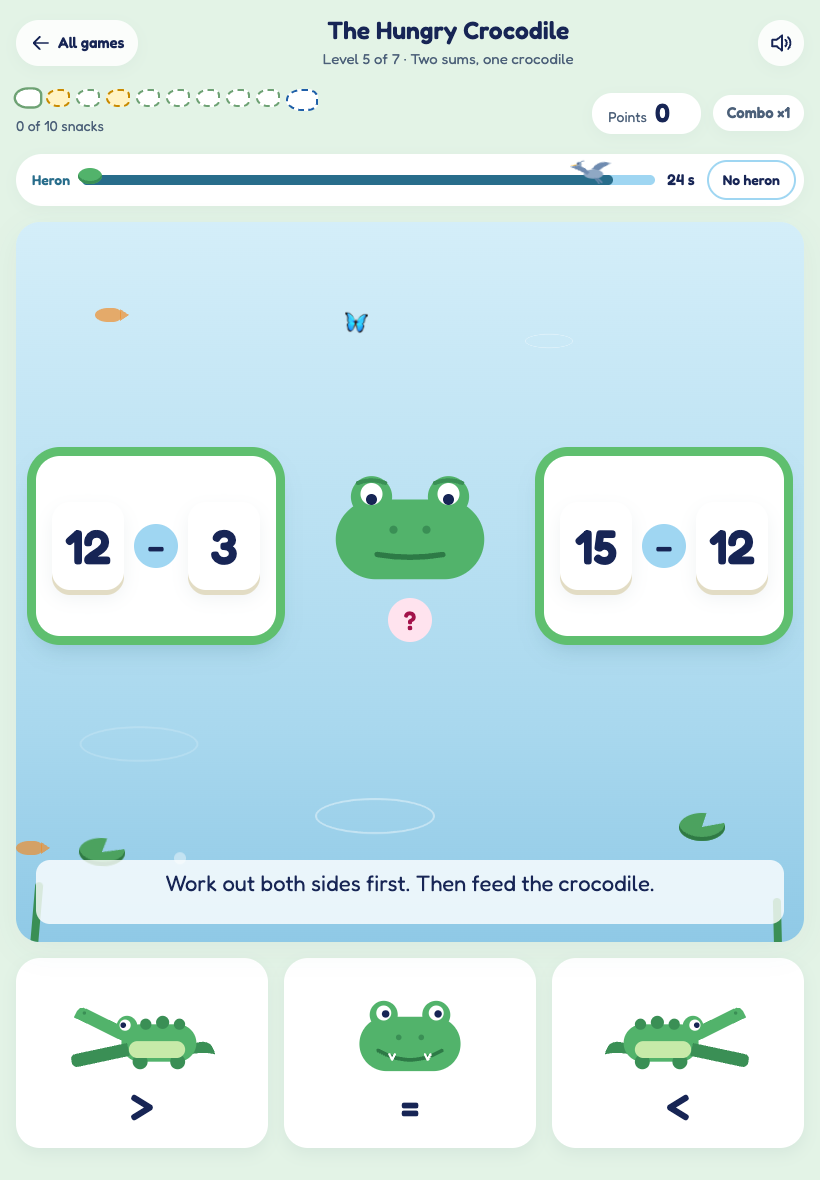 All games
The Hungry Crocodile
Level 5 of 7 · Two sums, one crocodile
0 of 10 snacks
Points 0
Combo ×1
Heron
24 s
No heron
12 - 3
15 - 12
?
Work out both sides first. Then feed the crocodile.
>
=
<